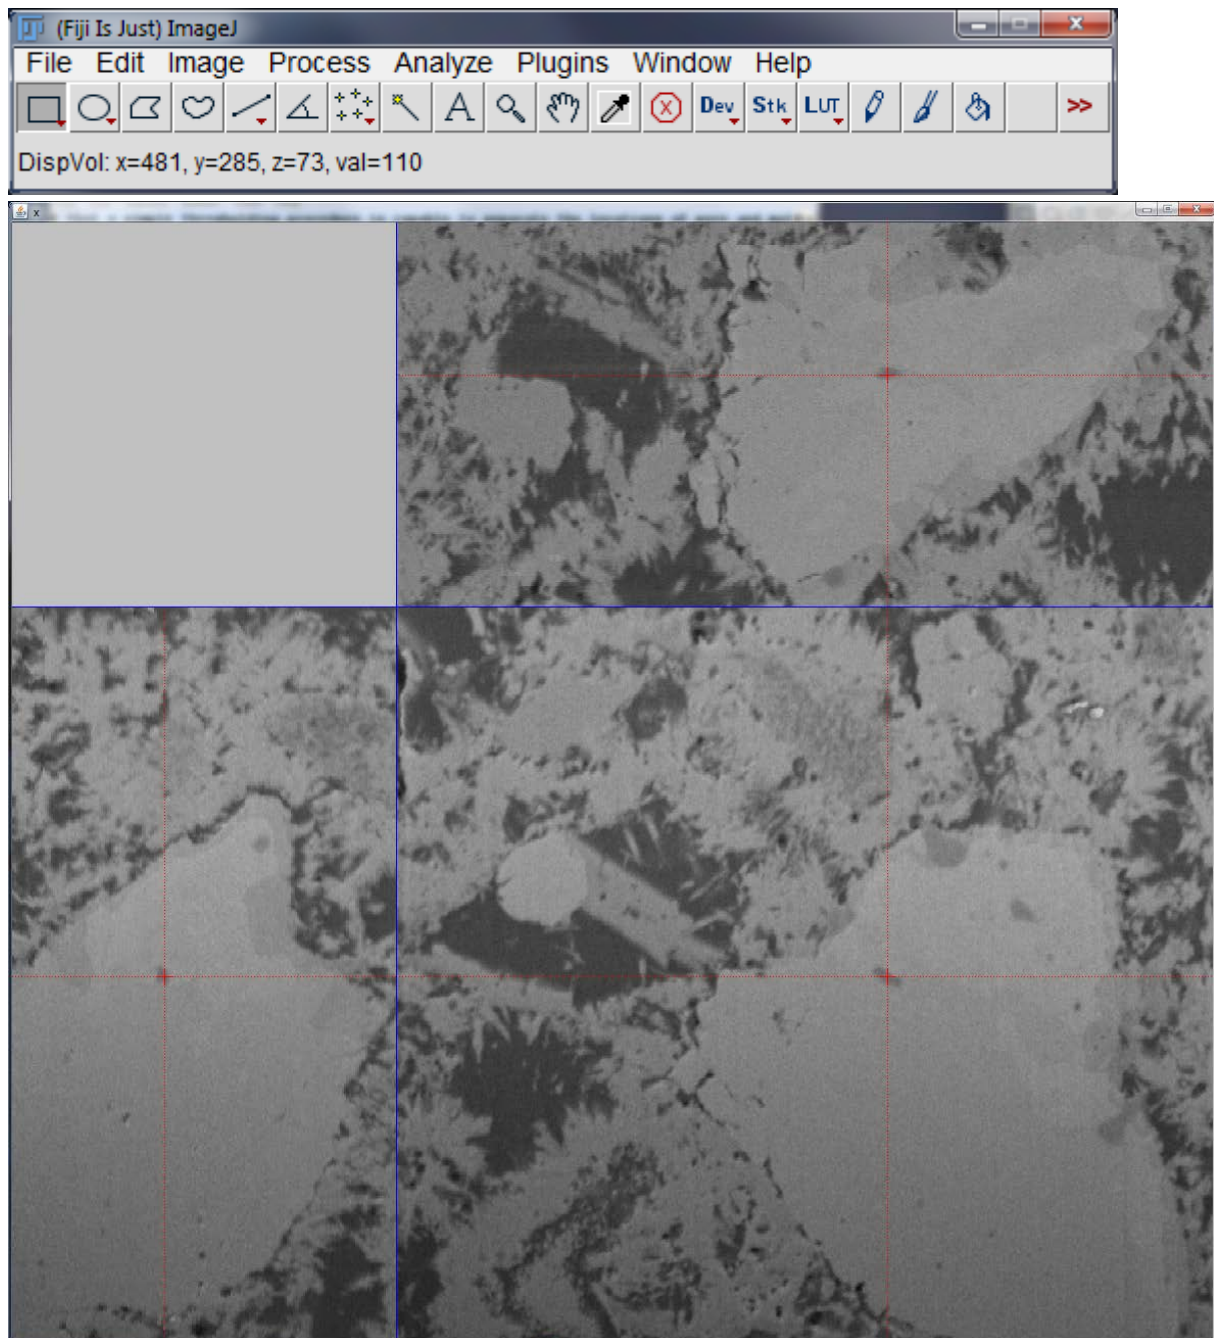 (Fiji Is Just) ImageJ
File Edit Image Process Analyze Plugins Window Help
A Dev Stk LUT >>
DispVol: x=481, y=285, z=73, val=110
x